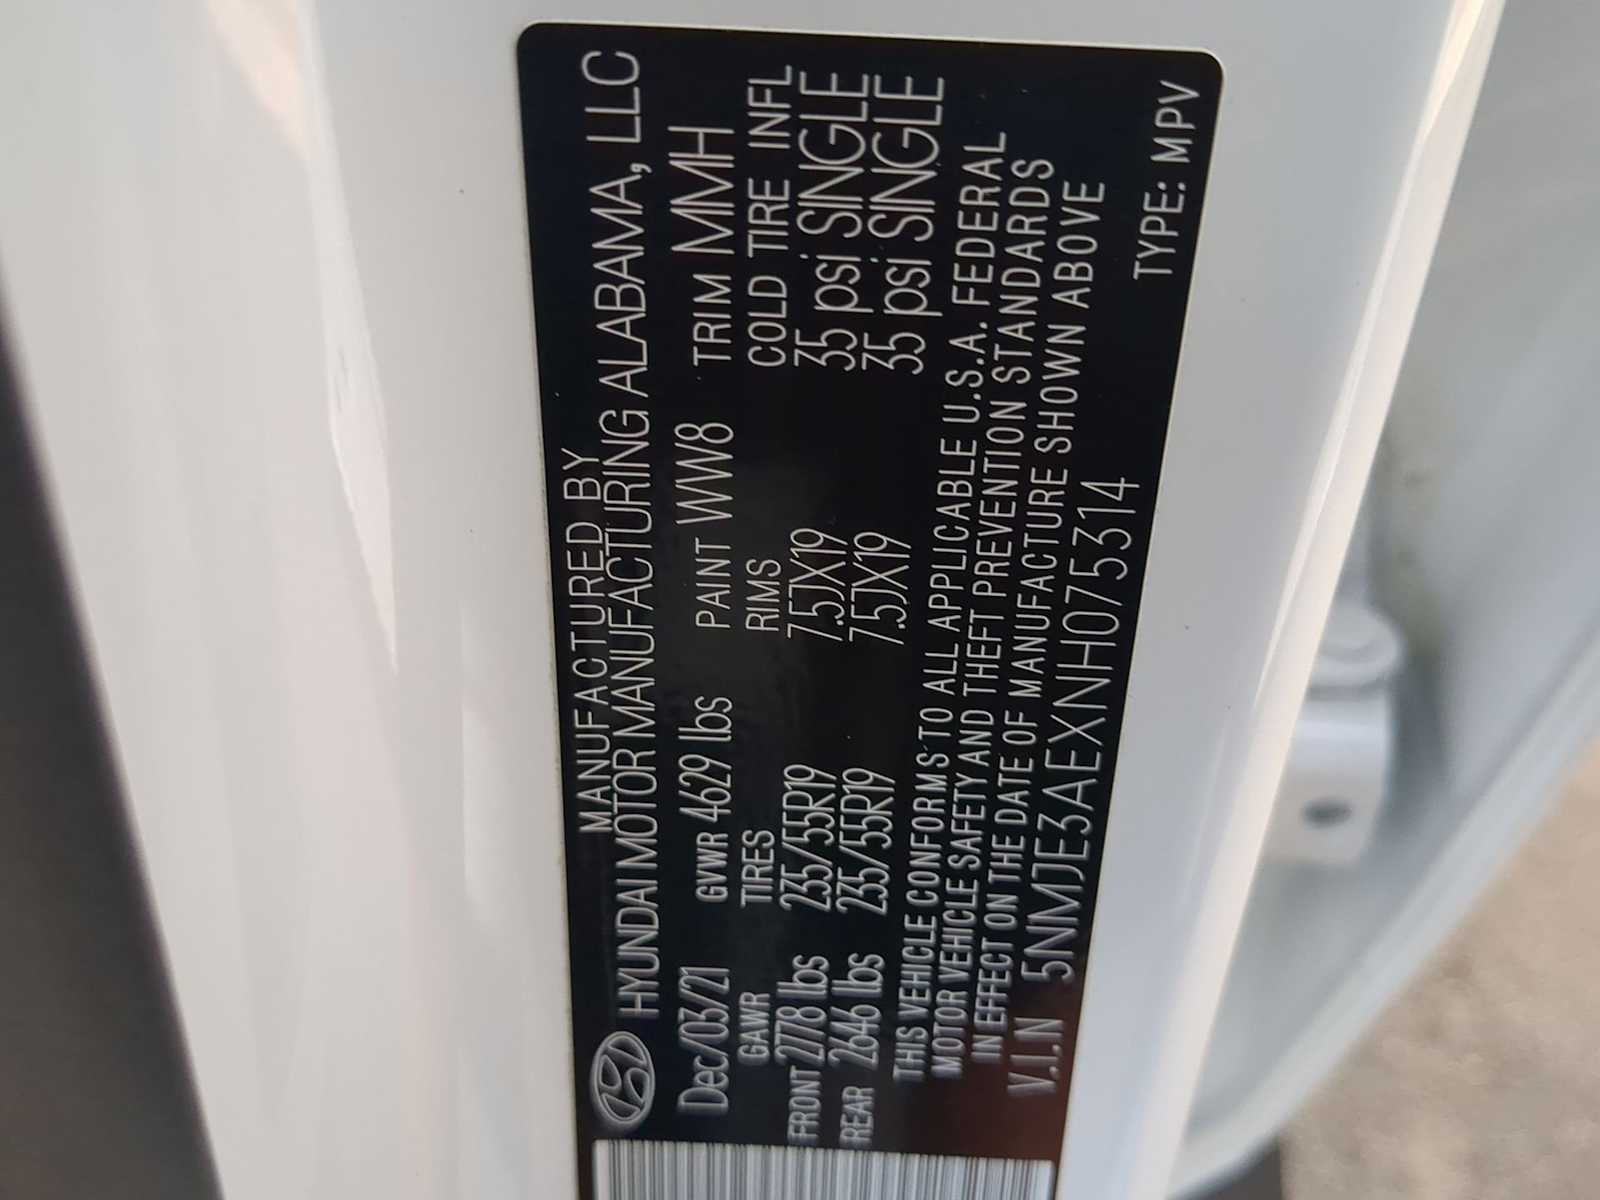 MANUFACTURED BY
HYUNDAI MOTOR MANUFACTURING ALABAMA, LLC
Dec/03/21 GVWR 4629 lbs PAINT WW8 TRIM MMH
GAWR TIRES RIMS COLD TIRE INFL
FRONT 2778 lbs 235/55R19 7.5JX19 35 psi SINGLE
REAR 2646 lbs 235/55R19 7.5JX19 35 psi SINGLE
THIS VEHICLE CONFORMS TO ALL APPLICABLE U.S.A. FEDERAL
MOTOR VEHICLE SAFETY AND THEFT PREVENTION STANDARDS
IN EFFECT ON THE DATE OF MANUFACTURE SHOWN ABOVE
V.I.N 5NMJE3AEXNH075314
TYPE: MPV